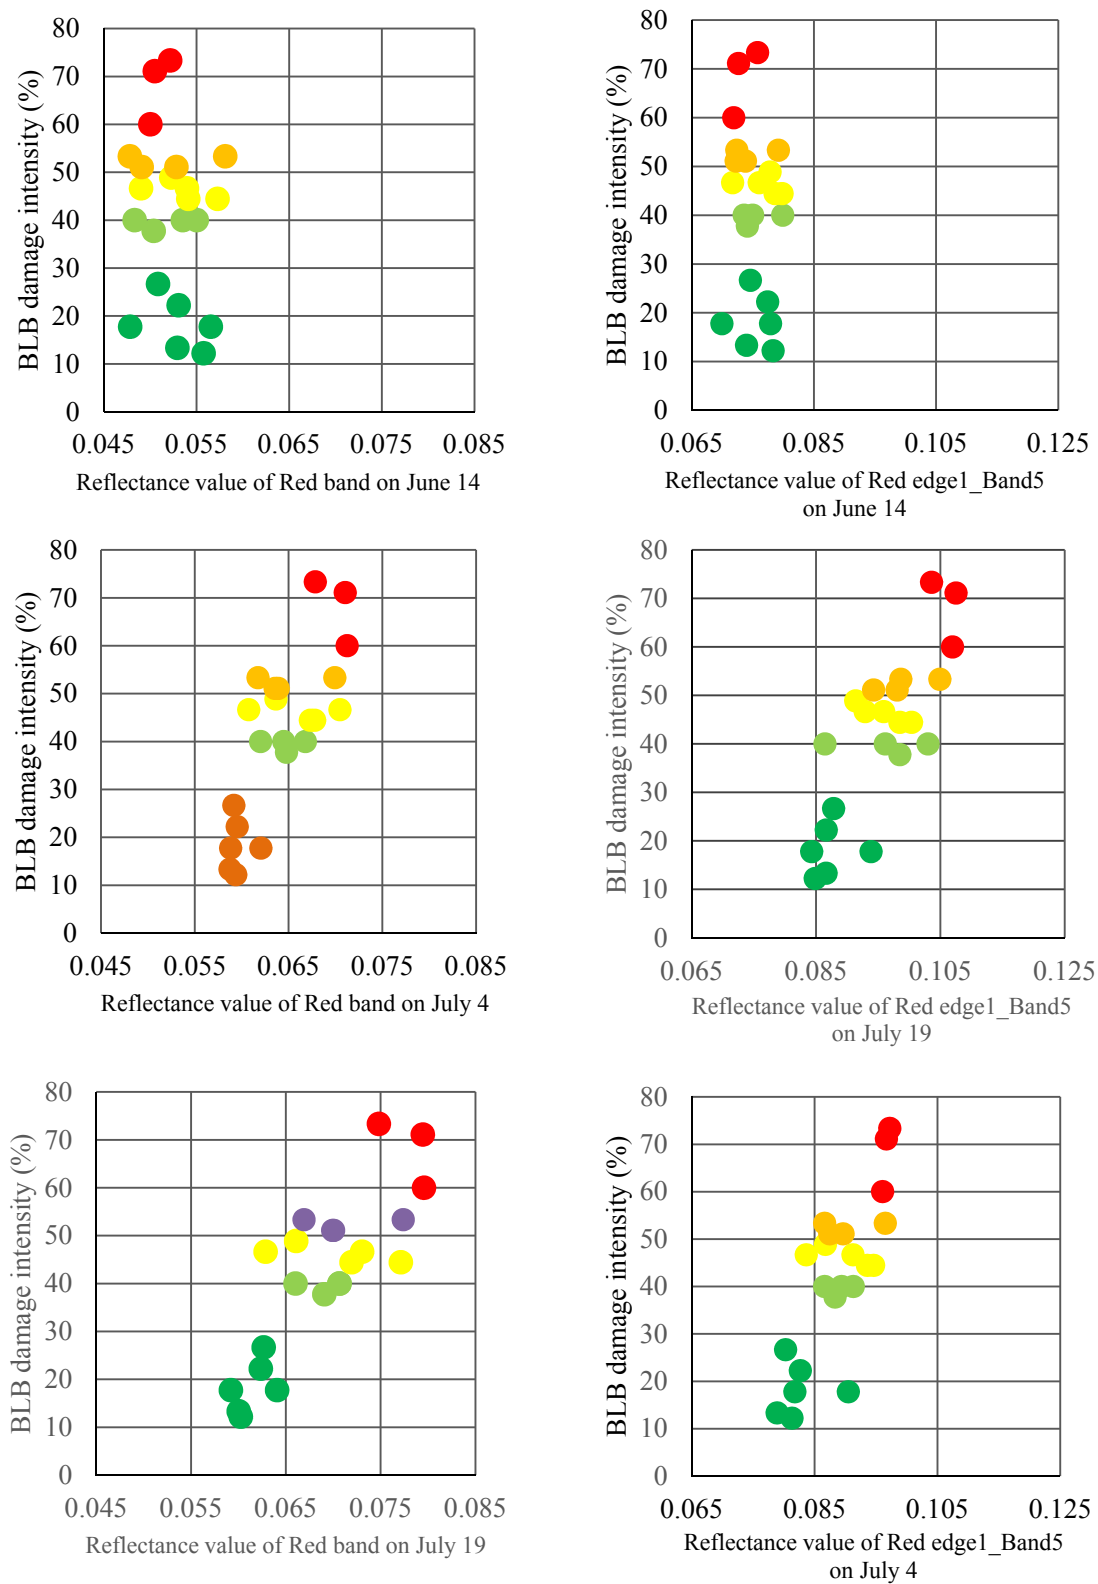 80
70
60
50
40
30
20
10
0
BLB damage intensity (%)
0.045 0.055 0.065 0.075 0.085
Reflectance value of Red band on June 14
80
70
60
50
40
30
20
10
0
BLB damage intensity (%)
0.065 0.085 0.105 0.125
Reflectance value of Red edge1_Band5
on June 14
80
70
60
50
40
30
20
10
0
BLB damage intensity (%)
0.045 0.055 0.065 0.075 0.085
Reflectance value of Red band on July 4
80
70
60
50
40
30
20
10
0
BLB damage intensity (%)
0.065 0.085 0.105 0.125
Reflectance value of Red edge1_Band5
on July 19
80
70
60
50
40
30
20
10
0
BLB damage intensity (%)
0.045 0.055 0.065 0.075 0.085
Reflectance value of Red band on July 19
80
70
60
50
40
30
20
10
0
BLB damage intensity (%)
0.065 0.085 0.105 0.125
Reflectance value of Red edge1_Band5
on July 4